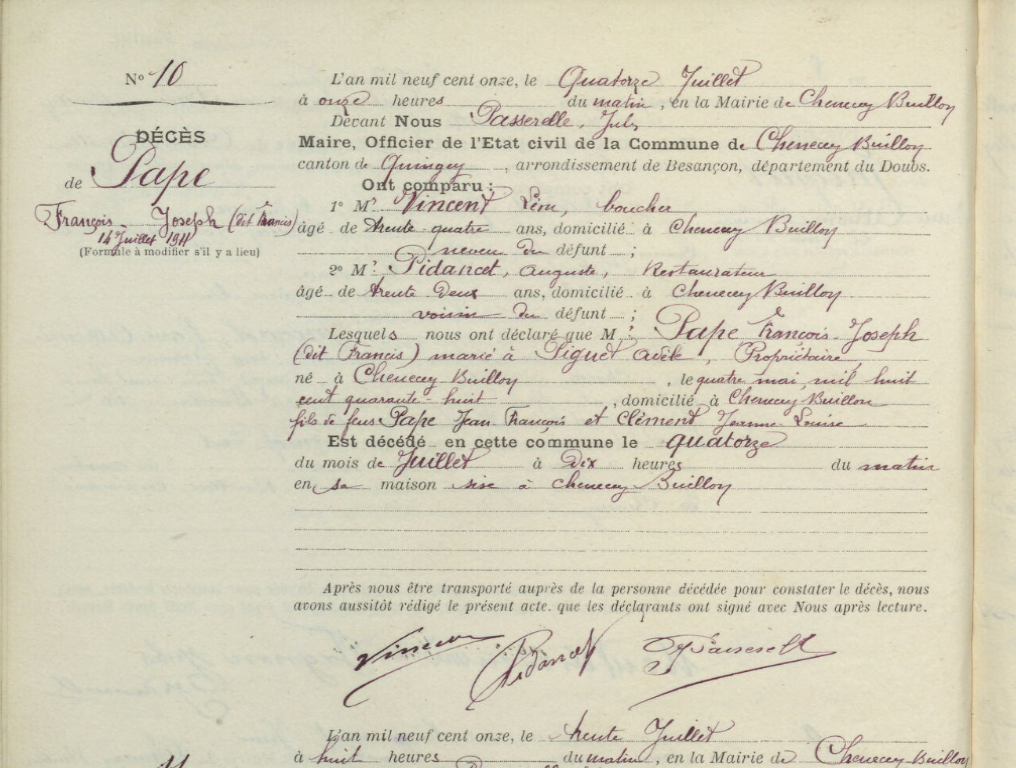 N° 10
DÉCÈS
de Pape
François-Joseph (dit Francis)
14 Juillet 1911
(Formule à modifier s'il y a lieu)
L'an mil neuf cent onze, le Quatorze Juillet
à onze heures du matin, en la Mairie de Chenecey Buillon
Devant Nous Passerelle, Jules
Maire, Officier de l'Etat civil de la Commune de Chenecey Buillon
canton de Quingey, arrondissement de Besançon, département du Doubs.
Ont comparu :
1° Mr Vincent Léon, boucher
âgé de trente-quatre ans, domicilié à Chenecey Buillon
neveu du défunt ;
2° Mr Pidancet, Auguste, Restaurateur
âgé de trente Deux ans, domicilié à Chenecey Buillon
voisin du défunt ;
Lesquels nous ont déclaré que Mr Pape François-Joseph
(dit Francis) marié à Piguet Adèle, Propriétaire,
né à Chenecey Buillon, le quatre mai, mil huit
cent quarante-huit, domicilié à Chenecey Buillon
fils de feus Pape Jean François et Clément Jeanne-Louise
Est décédé en cette commune le quatorze
du mois de Juillet à Dix heures du matin
en sa maison sise à Chenecey Buillon
Après nous être transporté auprès de la personne décédée pour constater le décès, nous
avons aussitôt rédigé le présent acte. que les déclarants ont signé avec Nous après lecture.
Vincent Pidancet Passerelle
L'an mil neuf cent onze, le trente Juillet
à huit heures du matin, en la Mairie de Chenecey-Buillon